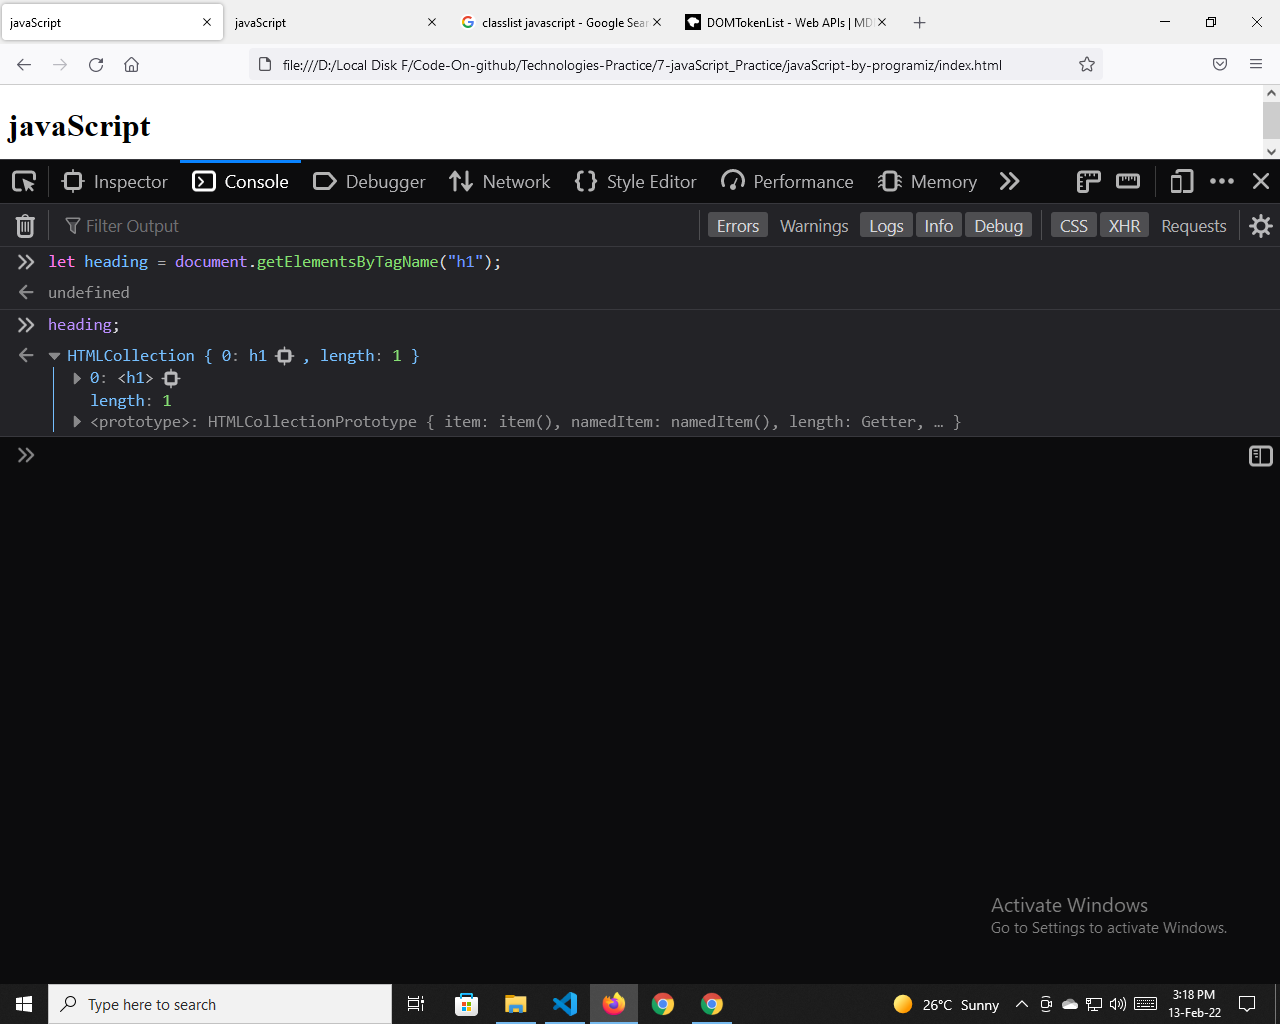 javaScript
javaScript
classlist javascript - Google Sear
DOMTokenList - Web APIs | MD
file:///D:/Local Disk F/Code-On-github/Technologies-Practice/7-javaScript_Practice/javaScript-by-programiz/index.html
javaScript
Inspector Console Debugger Network Style Editor Performance Memory
Filter Output Errors Warnings Logs Info Debug CSS XHR Requests
let heading = document.getElementsByTagName("h1");
undefined
heading;
HTMLCollection { 0: h1 , length: 1 }
0: <h1>
length: 1
<prototype>: HTMLCollectionPrototype { item: item(), namedItem: namedItem(), length: Getter, … }
Activate Windows
Go to Settings to activate Windows.
Type here to search
26°C Sunny
3:18 PM
13-Feb-22